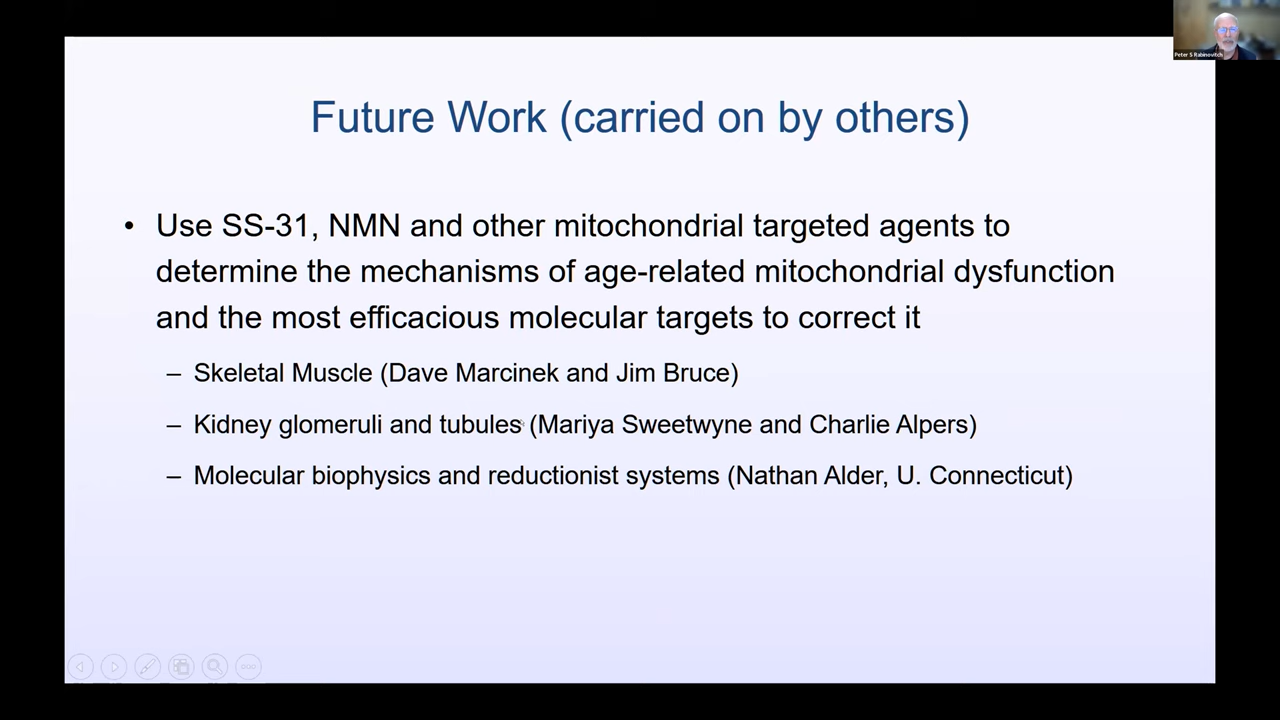 Peter S Rabinovitch
Future Work (carried on by others)
• Use SS-31, NMN and other mitochondrial targeted agents to
determine the mechanisms of age-related mitochondrial dysfunction
and the most efficacious molecular targets to correct it
– Skeletal Muscle (Dave Marcinek and Jim Bruce)
– Kidney glomeruli and tubules (Mariya Sweetwyne and Charlie Alpers)
– Molecular biophysics and reductionist systems (Nathan Alder, U. Connecticut)